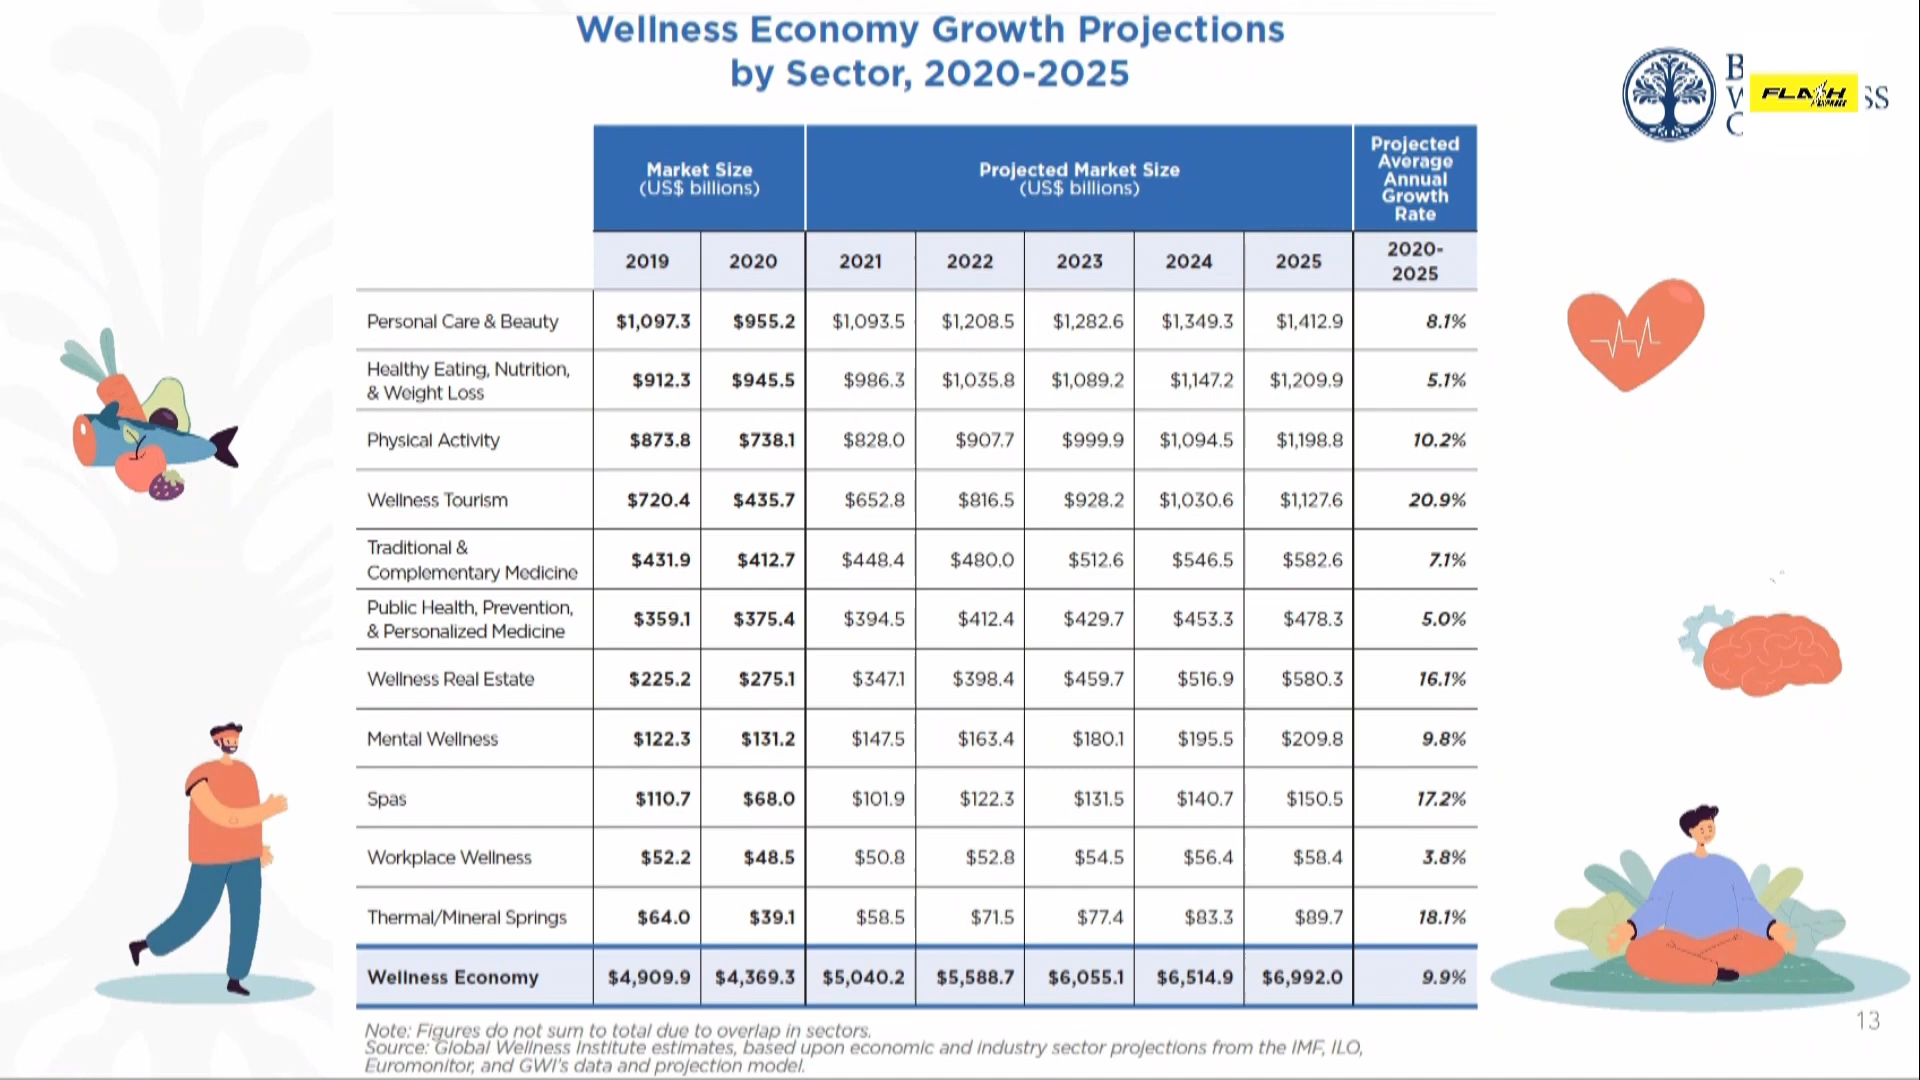 Wellness Economy Growth Projections
by Sector, 2020-2025
B
FLASH
EXPRESS
SS
Market Size
(US$ billions)
Projected Market Size
(US$ billions)
Projected
Average
Annual
Growth
Rate
2019 2020 2021 2022 2023 2024 2025 2020-
2025
Personal Care & Beauty $1,097.3 $955.2 $1,093.5 $1,208.5 $1,282.6 $1,349.3 $1,412.9 8.1%
Healthy Eating, Nutrition,
& Weight Loss $912.3 $945.5 $986.3 $1,035.8 $1,089.2 $1,147.2 $1,209.9 5.1%
Physical Activity $873.8 $738.1 $828.0 $907.7 $999.9 $1,094.5 $1,198.8 10.2%
Wellness Tourism $720.4 $435.7 $652.8 $816.5 $928.2 $1,030.6 $1,127.6 20.9%
Traditional &
Complementary Medicine $431.9 $412.7 $448.4 $480.0 $512.6 $546.5 $582.6 7.1%
Public Health, Prevention,
& Personalized Medicine $359.1 $375.4 $394.5 $412.4 $429.7 $453.3 $478.3 5.0%
Wellness Real Estate $225.2 $275.1 $347.1 $398.4 $459.7 $516.9 $580.3 16.1%
Mental Wellness $122.3 $131.2 $147.5 $163.4 $180.1 $195.5 $209.8 9.8%
Spas $110.7 $68.0 $101.9 $122.3 $131.5 $140.7 $150.5 17.2%
Workplace Wellness $52.2 $48.5 $50.8 $52.8 $54.5 $56.4 $58.4 3.8%
Thermal/Mineral Springs $64.0 $39.1 $58.5 $71.5 $77.4 $83.3 $89.7 18.1%
Wellness Economy $4,909.9 $4,369.3 $5,040.2 $5,588.7 $6,055.1 $6,514.9 $6,992.0 9.9%
Note: Figures do not sum to total due to overlap in sectors.
Source: Global Wellness Institute estimates, based upon economic and industry sector projections from the IMF, ILO,
Euromonitor, and GWI's data and projection model.
13